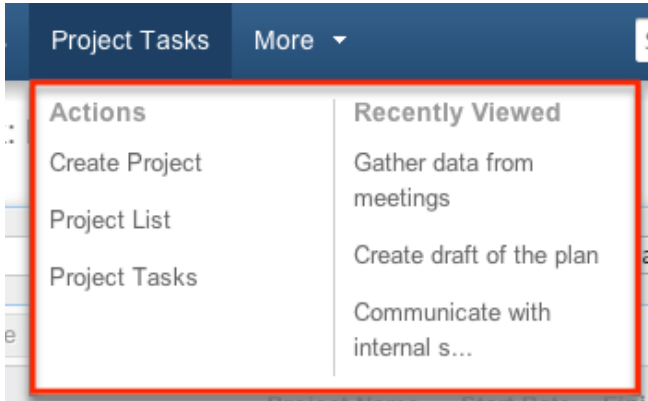 Project Tasks
More
Actions
Create Project
Project List
Project Tasks
Recently Viewed
Gather data from
meetings
Create draft of the plan
Communicate with
internal s...